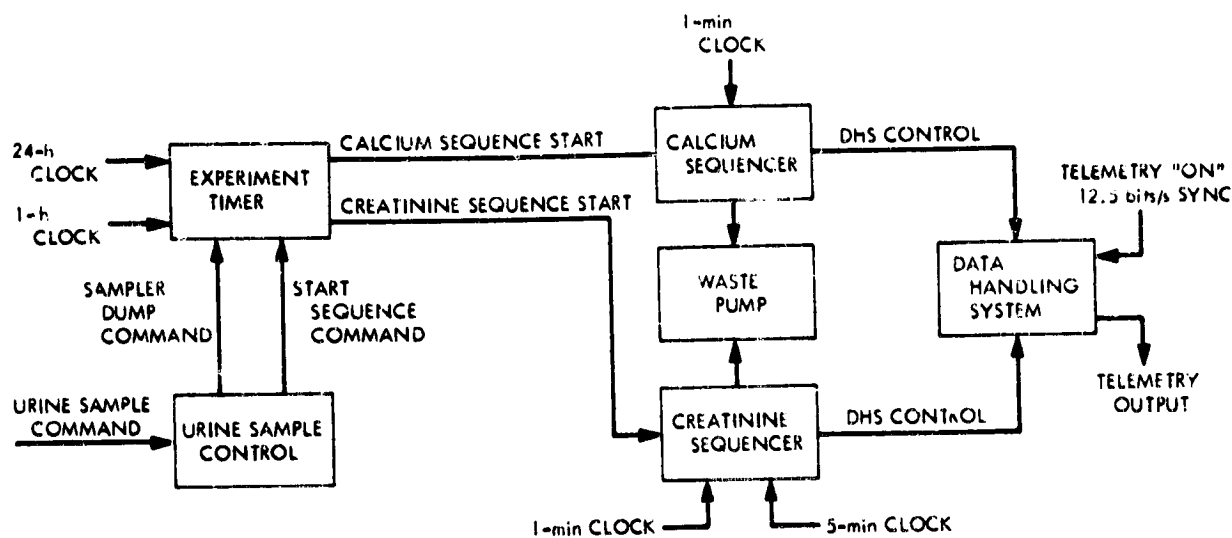 1-min
CLOCK
24-h
CLOCK
1-h
CLOCK
EXPERIMENT
TIMER
CALCIUM SEQUENCE START
CREATININE SEQUENCE START
CALCIUM
SEQUENCER
DHS CONTROL
TELEMETRY "ON"
12.5 bits/s SYNC
SAMPLER
DUMP
COMMAND
START
SEQUENCE
COMMAND
WASTE
PUMP
DATA
HANDLING
SYSTEM
TELEMETRY
OUTPUT
URINE SAMPLE
COMMAND
URINE SAMPLE
CONTROL
CREATININE
SEQUENCER
DHS CONTROL
1-min CLOCK
5-min CLOCK